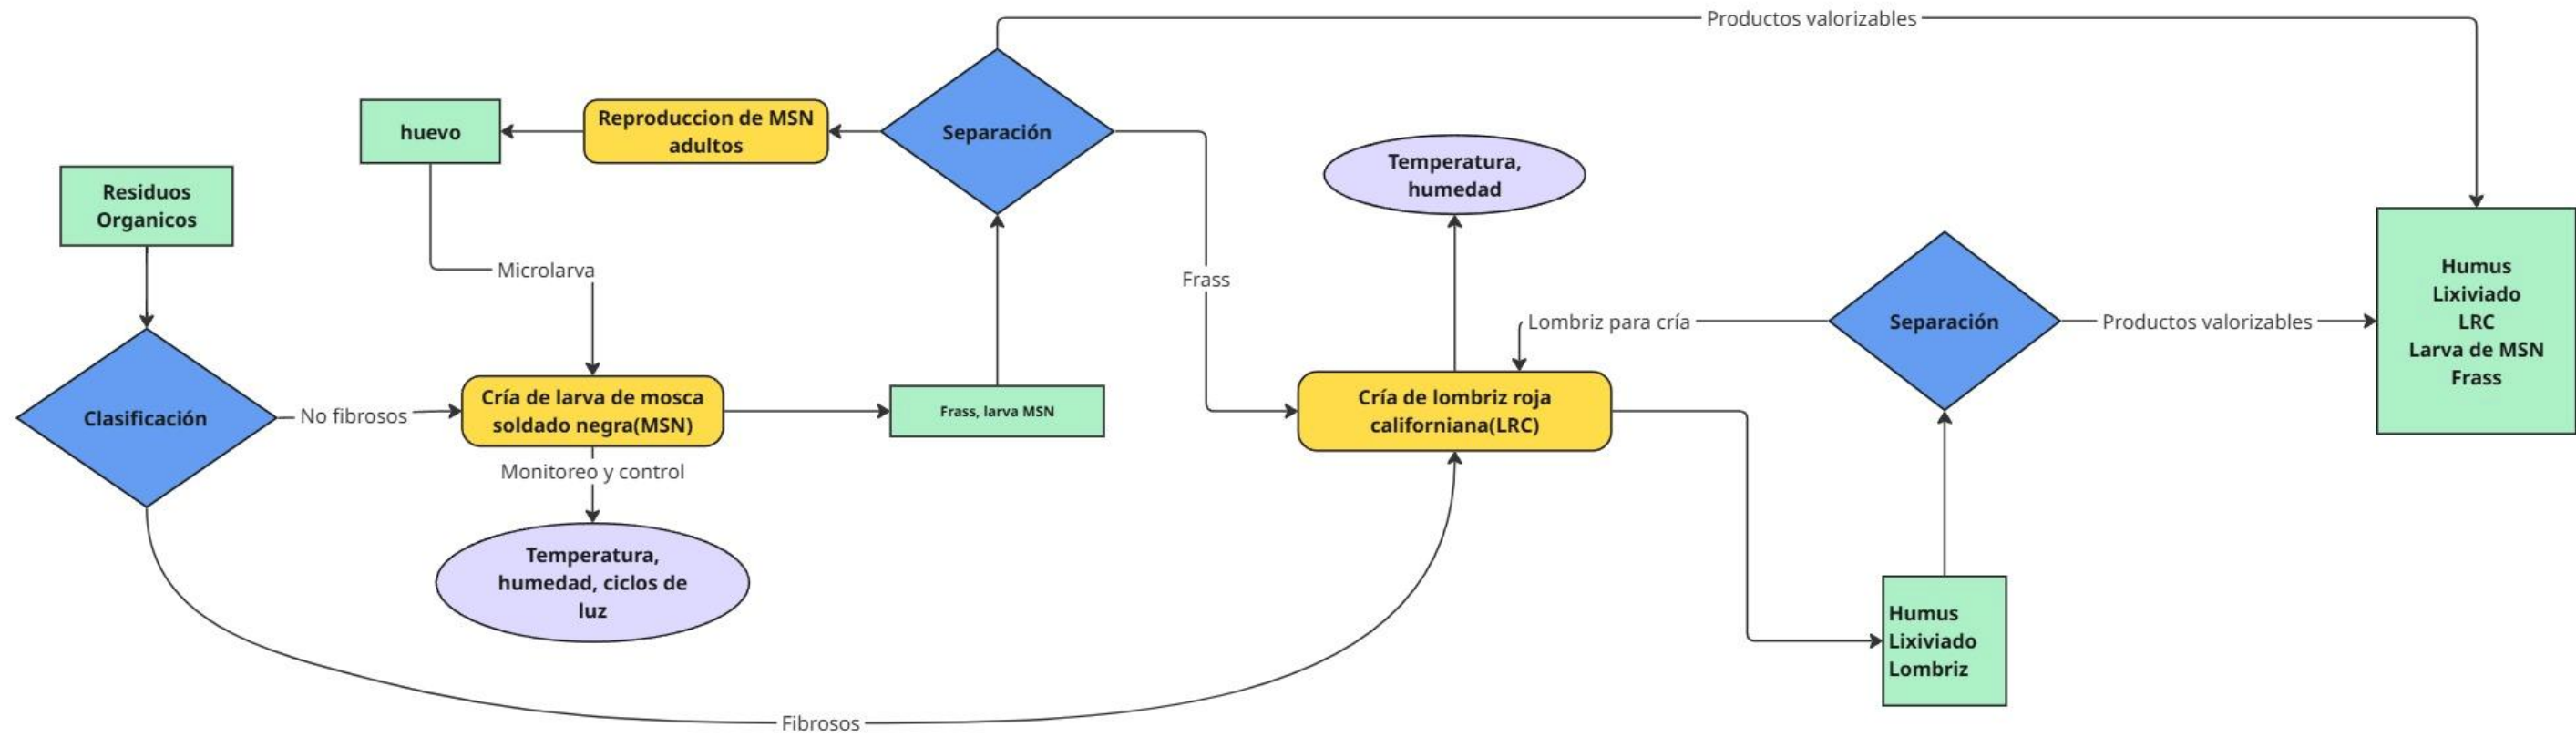 Productos valorizables
huevo
Reproduccion de MSN
adultos
Separación
Temperatura,
humedad
Residuos
Organicos
Microlarva
Frass
Humus
Lixiviado
LRC
Larva de MSN
Frass
Lombriz para cría
Separación
Productos valorizables
Clasificación
No fibrosos
Cría de larva de mosca
soldado negra(MSN)
Frass, larva MSN
Cría de lombriz roja
californiana(LRC)
Monitoreo y control
Temperatura,
humedad, ciclos de
luz
Humus
Lixiviado
Lombriz
Fibrosos